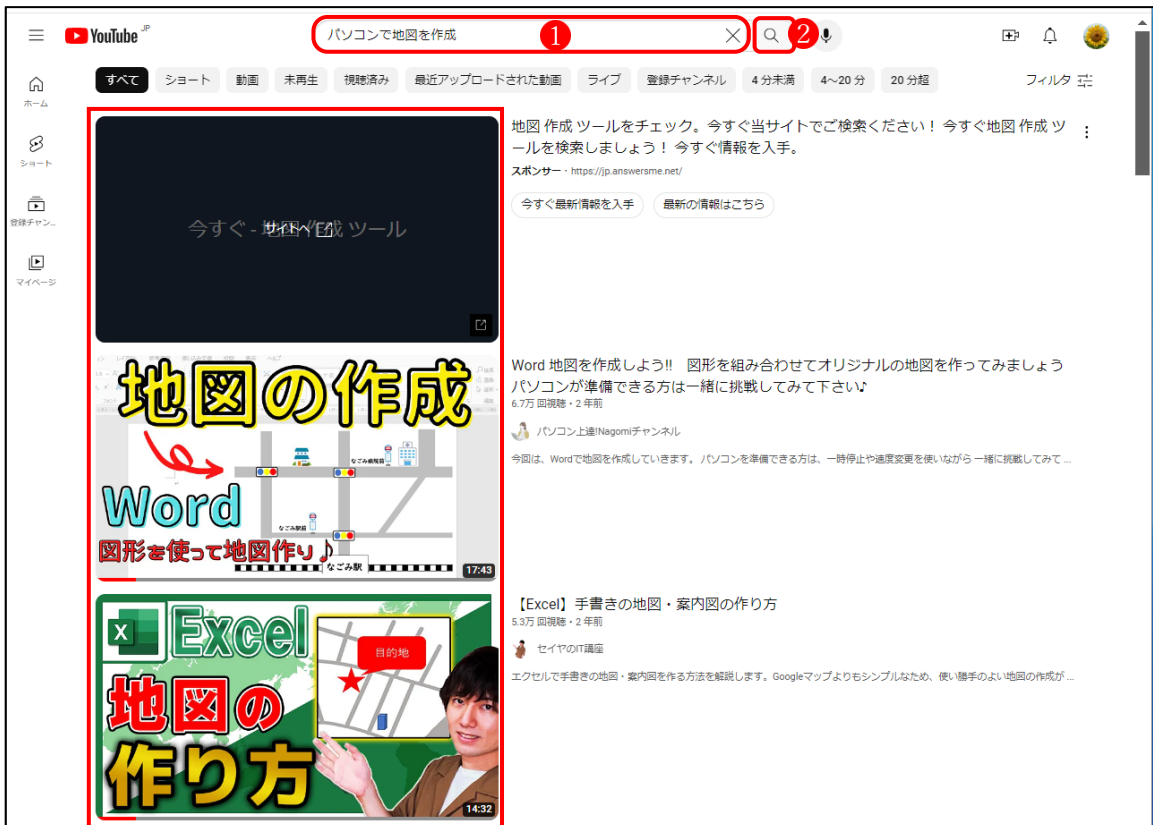 YouTube JP
パソコンで地図を作成
1
2
すべて
ショート
動画
未再生
視聴済み
最近アップロードされた動画
ライブ
登録チャンネル
4 分未満
4～20 分
20 分超
フィルタ
ホーム
ショート
登録チャン...
マイページ
今すぐ - 地図 作成 ツール
サイトへ
地図 作成 ツールをチェック。今すぐ当サイトでご検索ください！ 今すぐ地図 作成 ツ
ールを検索しましょう！ 今すぐ情報を入手。
スポンサー・https://jp.answersme.net/
今すぐ最新情報を入手
最新の情報はこちら
地図の作成
Word
図形を使って地図作り♪
なごみ病院前
なごみ駅前
なごみ駅
17:43
Word 地図を作成しよう!!　図形を組み合わせてオリジナルの地図を作ってみましょう
パソコンが準備できる方は一緒に挑戦してみて下さい♪
6.7万 回視聴・2 年前
パソコン上達!Nagomiチャンネル
今回は、Wordで地図を作成していきます。パソコンを準備できる方は、一時停止や速度変更を使いながら 一緒に挑戦してみて ...
X
Excel
地図の
作り方
目的地
14:32
【Excel】手書きの地図・案内図の作り方
5.3万 回視聴・2 年前
セイヤのIT講座
エクセルで手書きの地図・案内図を作る方法を解説します。Googleマップよりもシンプルなため、使い勝手のよい地図の作成が ...